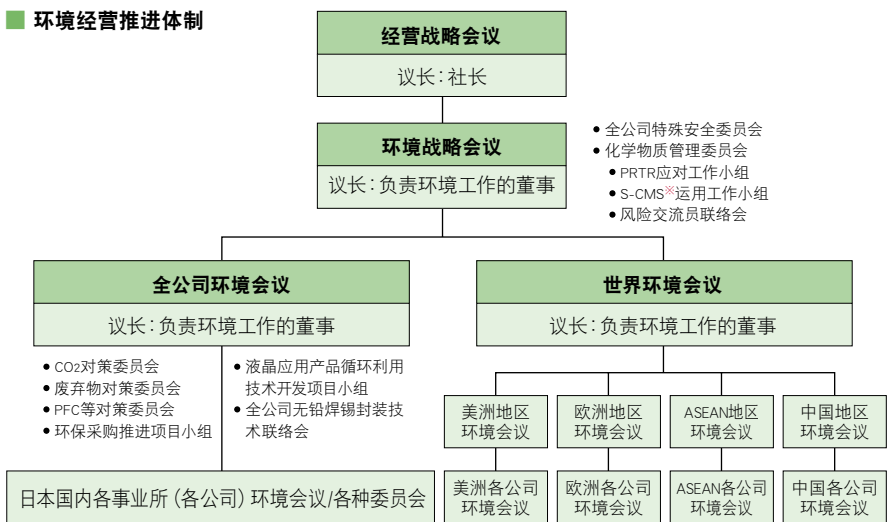 环境经营推进体制
经营战略会议
议长：社长
环境战略会议
议长：负责环境工作的董事
• 全公司特殊安全委员会
• 化学物质管理委员会
• PRTR应对工作小组
• S-CMS※运用工作小组
• 风险交流员联络会
全公司环境会议
议长：负责环境工作的董事
• CO2对策委员会
• 废弃物对策委员会
• PFC等对策委员会
• 环保采购推进项目小组
• 液晶应用产品循环利用
技术开发项目小组
• 全公司无铅焊锡封装技
术联络会
日本国内各事业所（各公司）环境会议/各种委员会
世界环境会议
议长：负责环境工作的董事
美洲地区
环境会议
欧洲地区
环境会议
ASEAN地区
环境会议
中国地区
环境会议
美洲各公司
环境会议
欧洲各公司
环境会议
ASEAN各公司
环境会议
中国各公司
环境会议